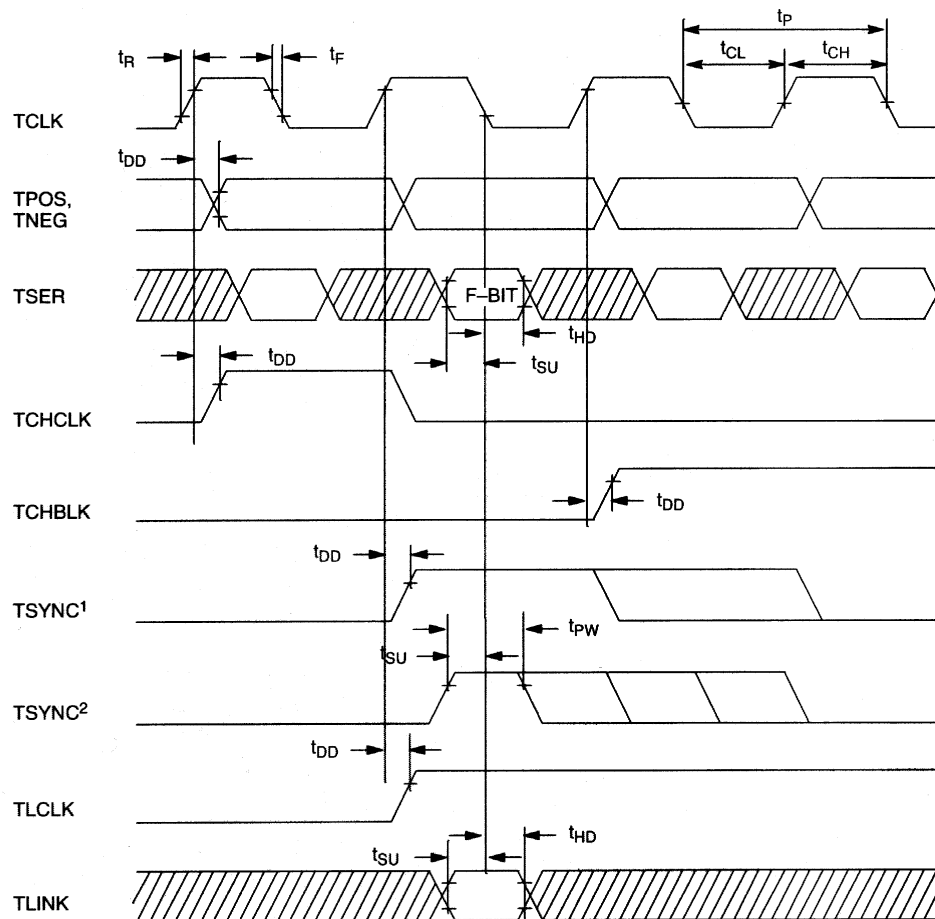 tP
tR
tF
tCL
tCH
TCLK
tDD
TPOS,
TNEG
TSER
F–BIT
tHD
tDD
tSU
TCHCLK
TCHBLK
tDD
tDD
TSYNC¹
tPW
tSU
TSYNC²
tDD
TLCLK
tHD
tSU
TLINK